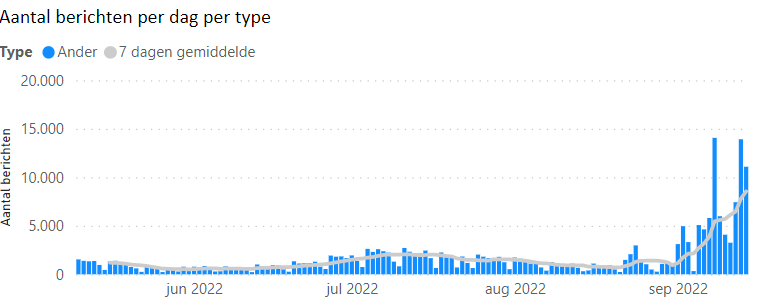 Aantal berichten per dag per type
Type Ander 7 dagen gemiddelde
Aantal berichten
20.000
15.000
10.000
5.000
0
jun 2022 jul 2022 aug 2022 sep 2022